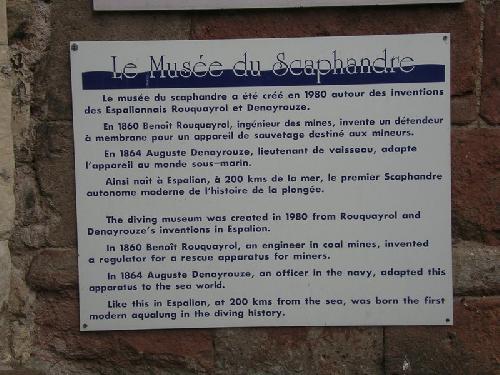 Le Musée du Scaphandre
Le musée du scaphandre a été créé en 1980 autour des inventions
des Espalionnais Rouquayrol et Denayrouze.
En 1860 Benoît Rouquayrol, ingénieur des mines, invente un détendeur
à membrane pour un appareil de sauvetage destiné aux mineurs.
En 1864 Auguste Denayrouze, lieutenant de vaisseau, adapte
l'appareil au monde sous-marin.
Ainsi naît à Espalion, à 200 kms de la mer, le premier Scaphandre
autonome moderne de l'histoire de la plongée.
The diving museum was created in 1980 from Rouquayrol and
Denayrouze's inventions in Espalion.
In 1860 Benoît Rouquayrol, an engineer in coal mines, invented
a regulator for a rescue apparatus for miners.
In 1864 Auguste Denayrouze, an officer in the navy, adapted this
apparatus to the sea world.
Like this in Espalion, at 200 kms from the sea, was born the first
modern aqualung in the diving history.